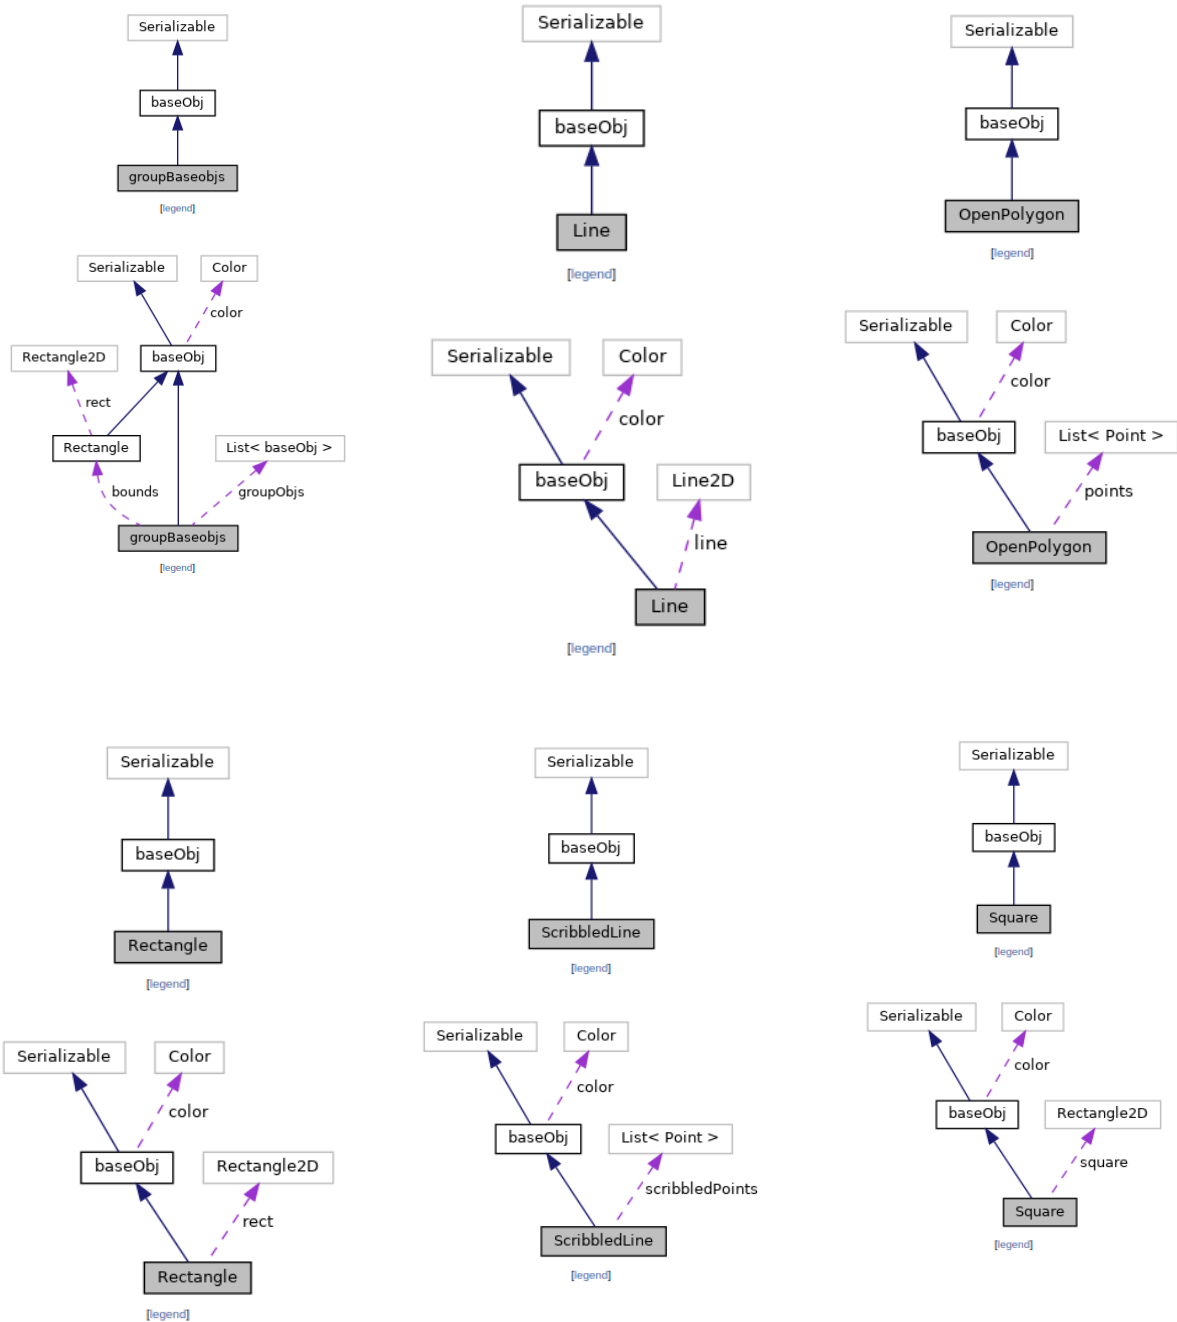 Serializable
baseObj
groupBaseobjs
[legend]
Serializable
Color
color
Rectangle2D
baseObj
rect
Rectangle
List< baseObj >
bounds
groupObjs
groupBaseobjs
[legend]
Serializable
baseObj
Line
[legend]
Serializable
Color
color
baseObj
Line2D
line
Line
[legend]
Serializable
baseObj
OpenPolygon
[legend]
Serializable
Color
color
baseObj
List< Point >
points
OpenPolygon
[legend]
Serializable
baseObj
Rectangle
[legend]
Serializable
Color
color
baseObj
Rectangle2D
rect
Rectangle
[legend]
Serializable
baseObj
ScribbledLine
[legend]
Serializable
Color
color
baseObj
List< Point >
scribbledPoints
ScribbledLine
[legend]
Serializable
baseObj
Square
[legend]
Serializable
Color
color
baseObj
Rectangle2D
square
Square
[legend]